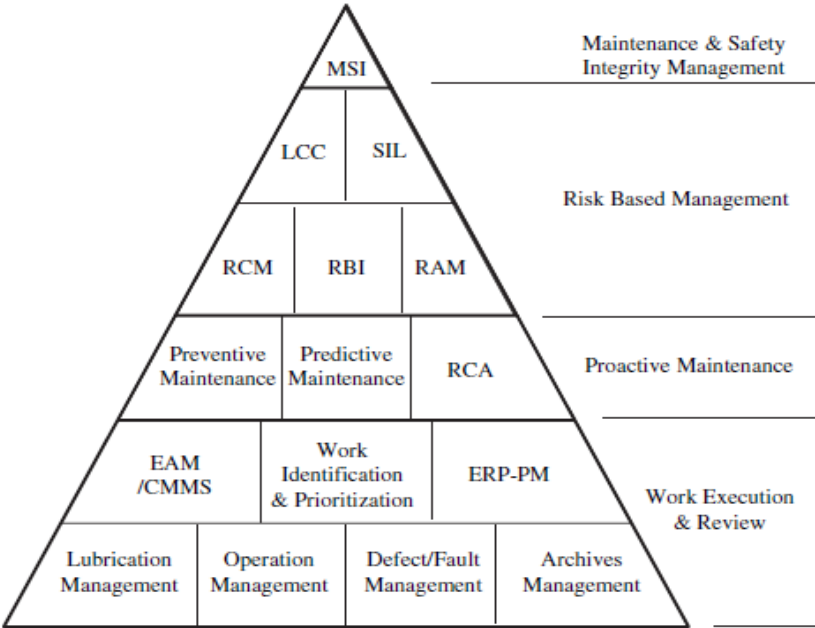 MSI
Maintenance & Safety
Integrity Management
LCC
SIL
Risk Based Management
RCM
RBI
RAM
Preventive
Maintenance
Predictive
Maintenance
RCA
Proactive Maintenance
EAM
/CMMS
Work
Identification
& Prioritization
ERP-PM
Work Execution
& Review
Lubrication
Management
Operation
Management
Defect/Fault
Management
Archives
Management